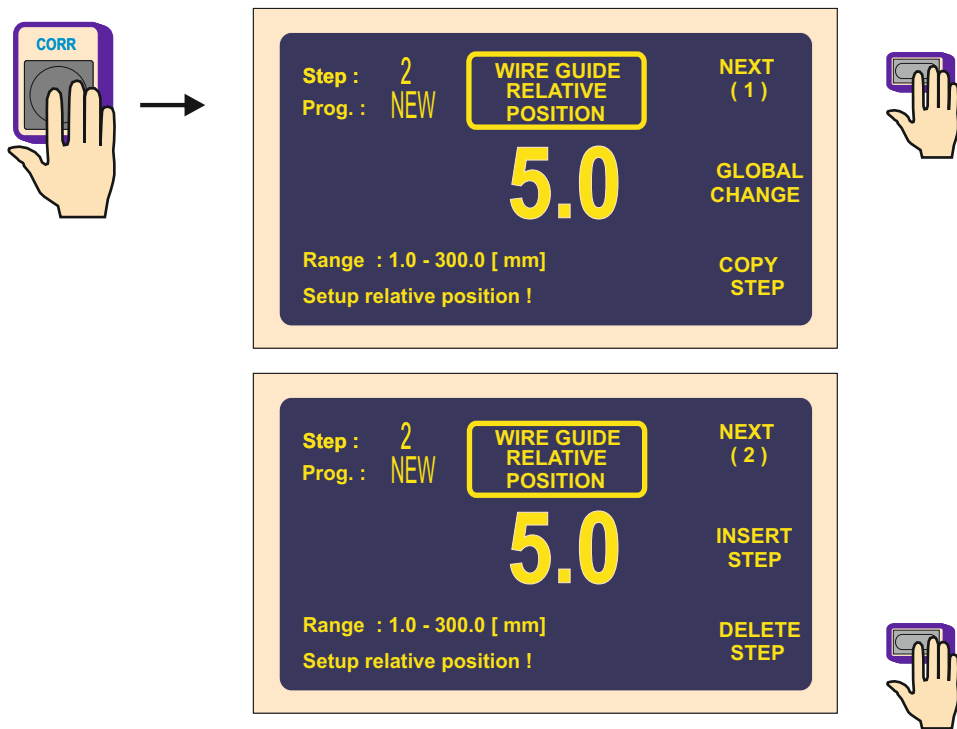 CORR
Step : 2
Prog. : NEW
WIRE GUIDE
RELATIVE
POSITION
NEXT
( 1 )
5.0
GLOBAL
CHANGE
Range : 1.0 - 300.0 [ mm]
Setup relative position !
COPY
STEP
Step : 2
Prog. : NEW
WIRE GUIDE
RELATIVE
POSITION
NEXT
( 2 )
5.0
INSERT
STEP
Range : 1.0 - 300.0 [ mm]
Setup relative position !
DELETE
STEP